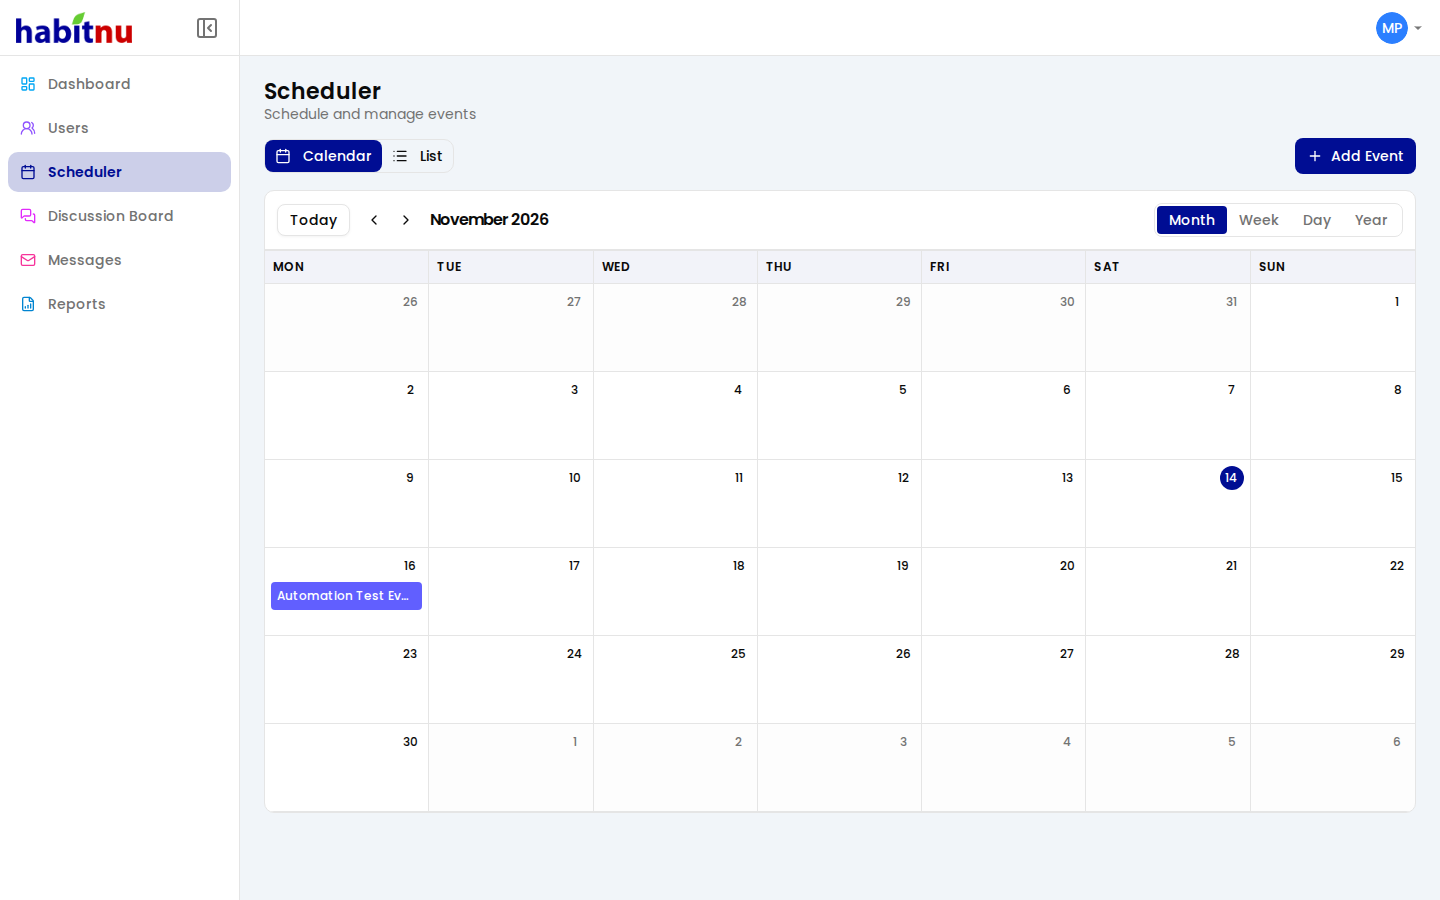 habitnu
MP
Dashboard
Users
Scheduler
Discussion Board
Messages
Reports
Scheduler
Schedule and manage events
Calendar
List
Add Event
Today
November 2026
Month
Week
Day
Year
MON TUE WED THU FRI SAT SUN
26 27 28 29 30 31 1
2 3 4 5 6 7 8
9 10 11 12 13 14 15
16 17 18 19 20 21 22
Automation Test Ev...
23 24 25 26 27 28 29
30 1 2 3 4 5 6